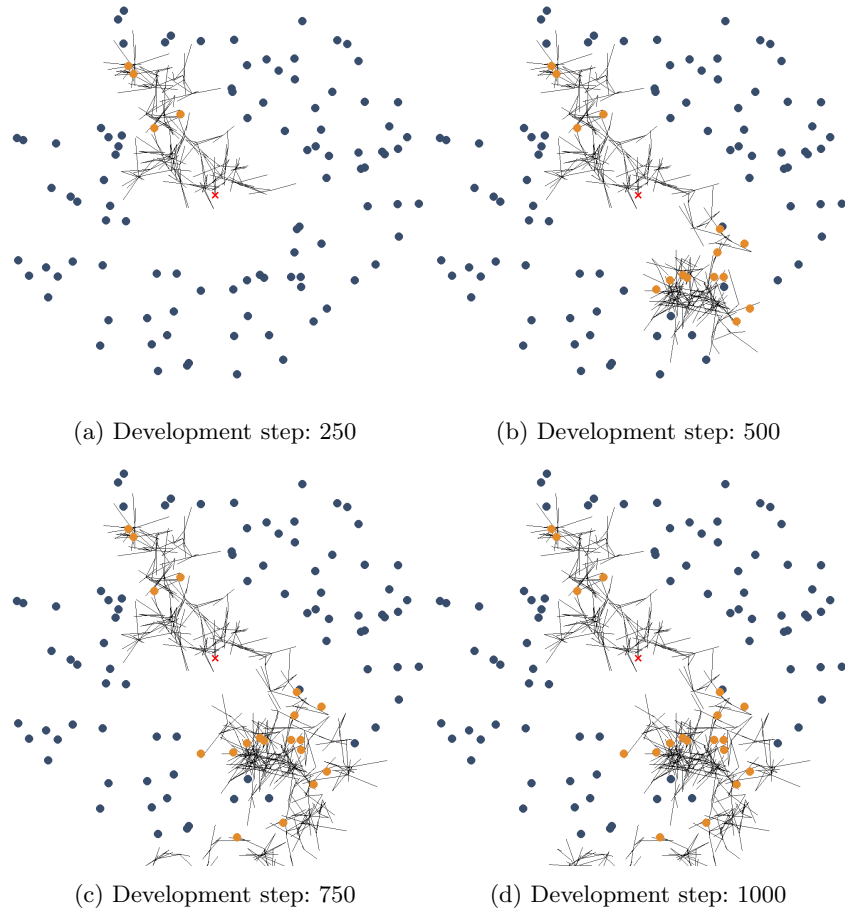 (a) Development step: 250
(b) Development step: 500
(c) Development step: 750
(d) Development step: 1000